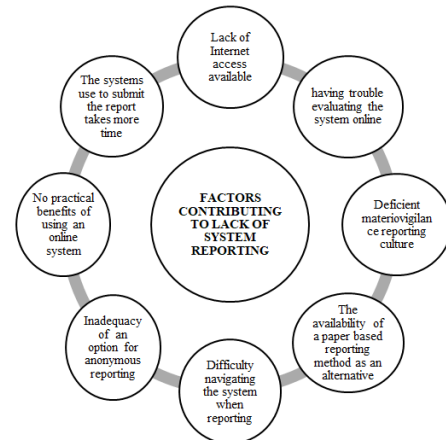 Lack of
Internet
access
available
having trouble
evaluating the
system online
Deficient
materiovigilan
ce reporting
culture
The
availability of
a paper based
reporting
method as an
alternative
Difficulty
navigating
the system
when
reporting
Inadequacy
of an
option for
anonymous
reporting
No practical
benefits of
using an
online
system
The systems
use to submit
the report
takes more
time
FACTORS
CONTRIBUTING
TO LACK OF
SYSTEM
REPORTING